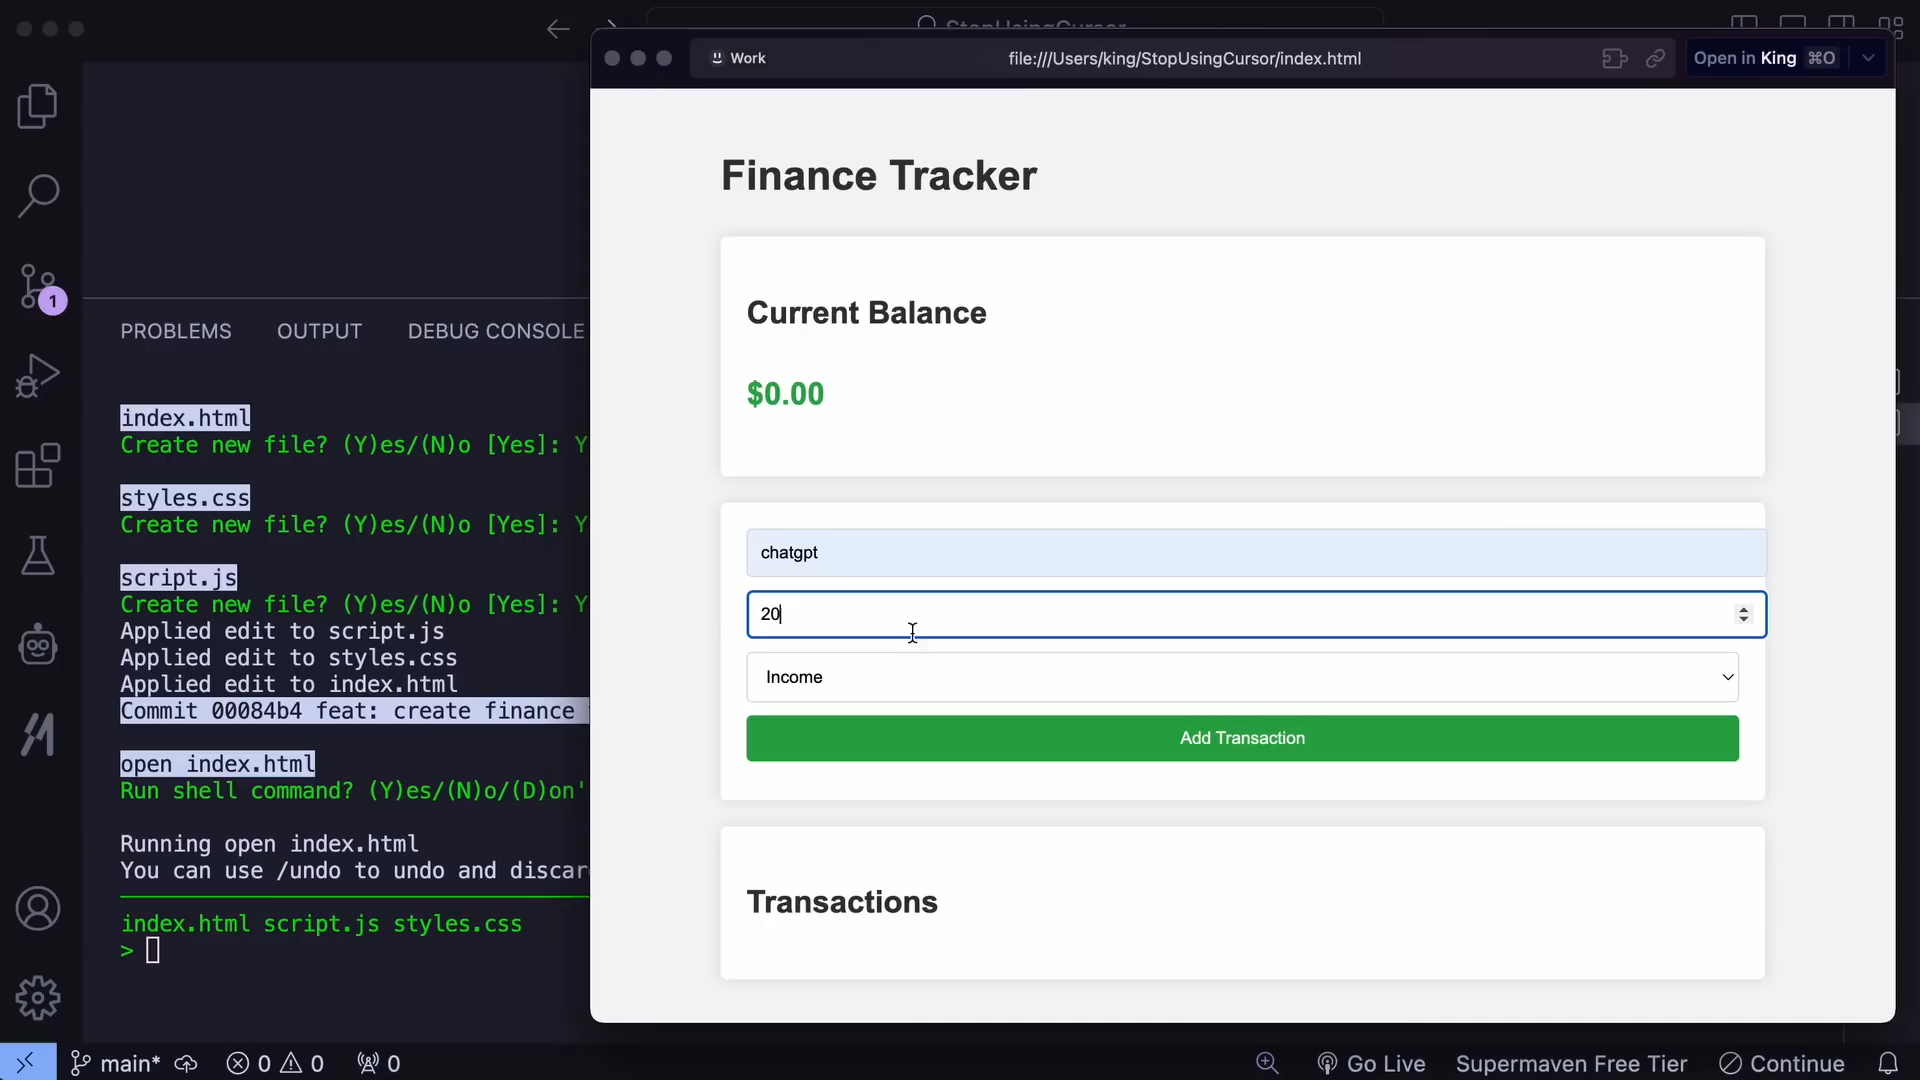 StopUsingCursor
Work
file:///Users/king/StopUsingCursor/index.html
Open in King ⌘O
1
PROBLEMS OUTPUT DEBUG CONSOLE
index.html
Create new file? (Y)es/(N)o [Yes]: Y
styles.css
Create new file? (Y)es/(N)o [Yes]: Y
script.js
Create new file? (Y)es/(N)o [Yes]: Y
Applied edit to script.js
Applied edit to styles.css
Applied edit to index.html
Commit 00084b4 feat: create finance
open index.html
Run shell command? (Y)es/(N)o/(D)on'
Running open index.html
You can use /undo to undo and discar
index.html script.js styles.css
>
Finance Tracker
Current Balance
$0.00
chatgpt
20
Income
Add Transaction
Transactions
main* 0 0 0
Go Live Supermaven Free Tier Continue